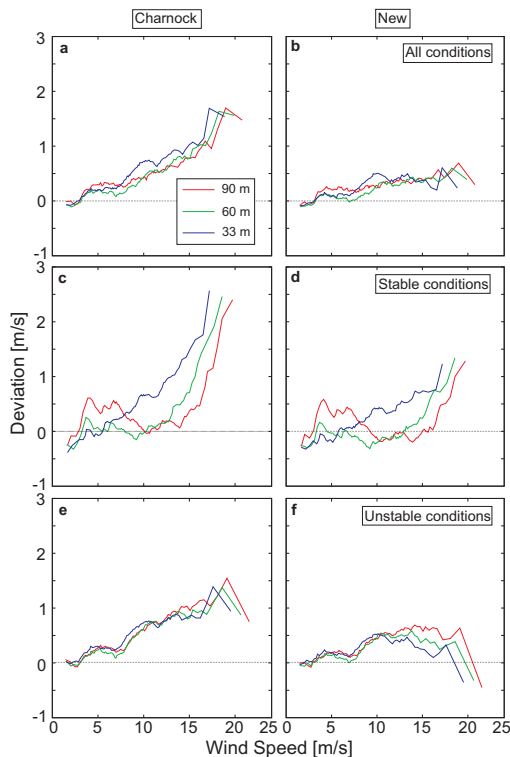 Charnock New
a b All conditions
3
2
1
0
-1
90 m
60 m
33 m
c d Stable conditions
3
2
1
0
-1
Deviation [m/s]
e f Unstable conditions
3
2
1
0
-1
0 5 10 15 20 25 0 5 10 15 20 25
Wind Speed [m/s]